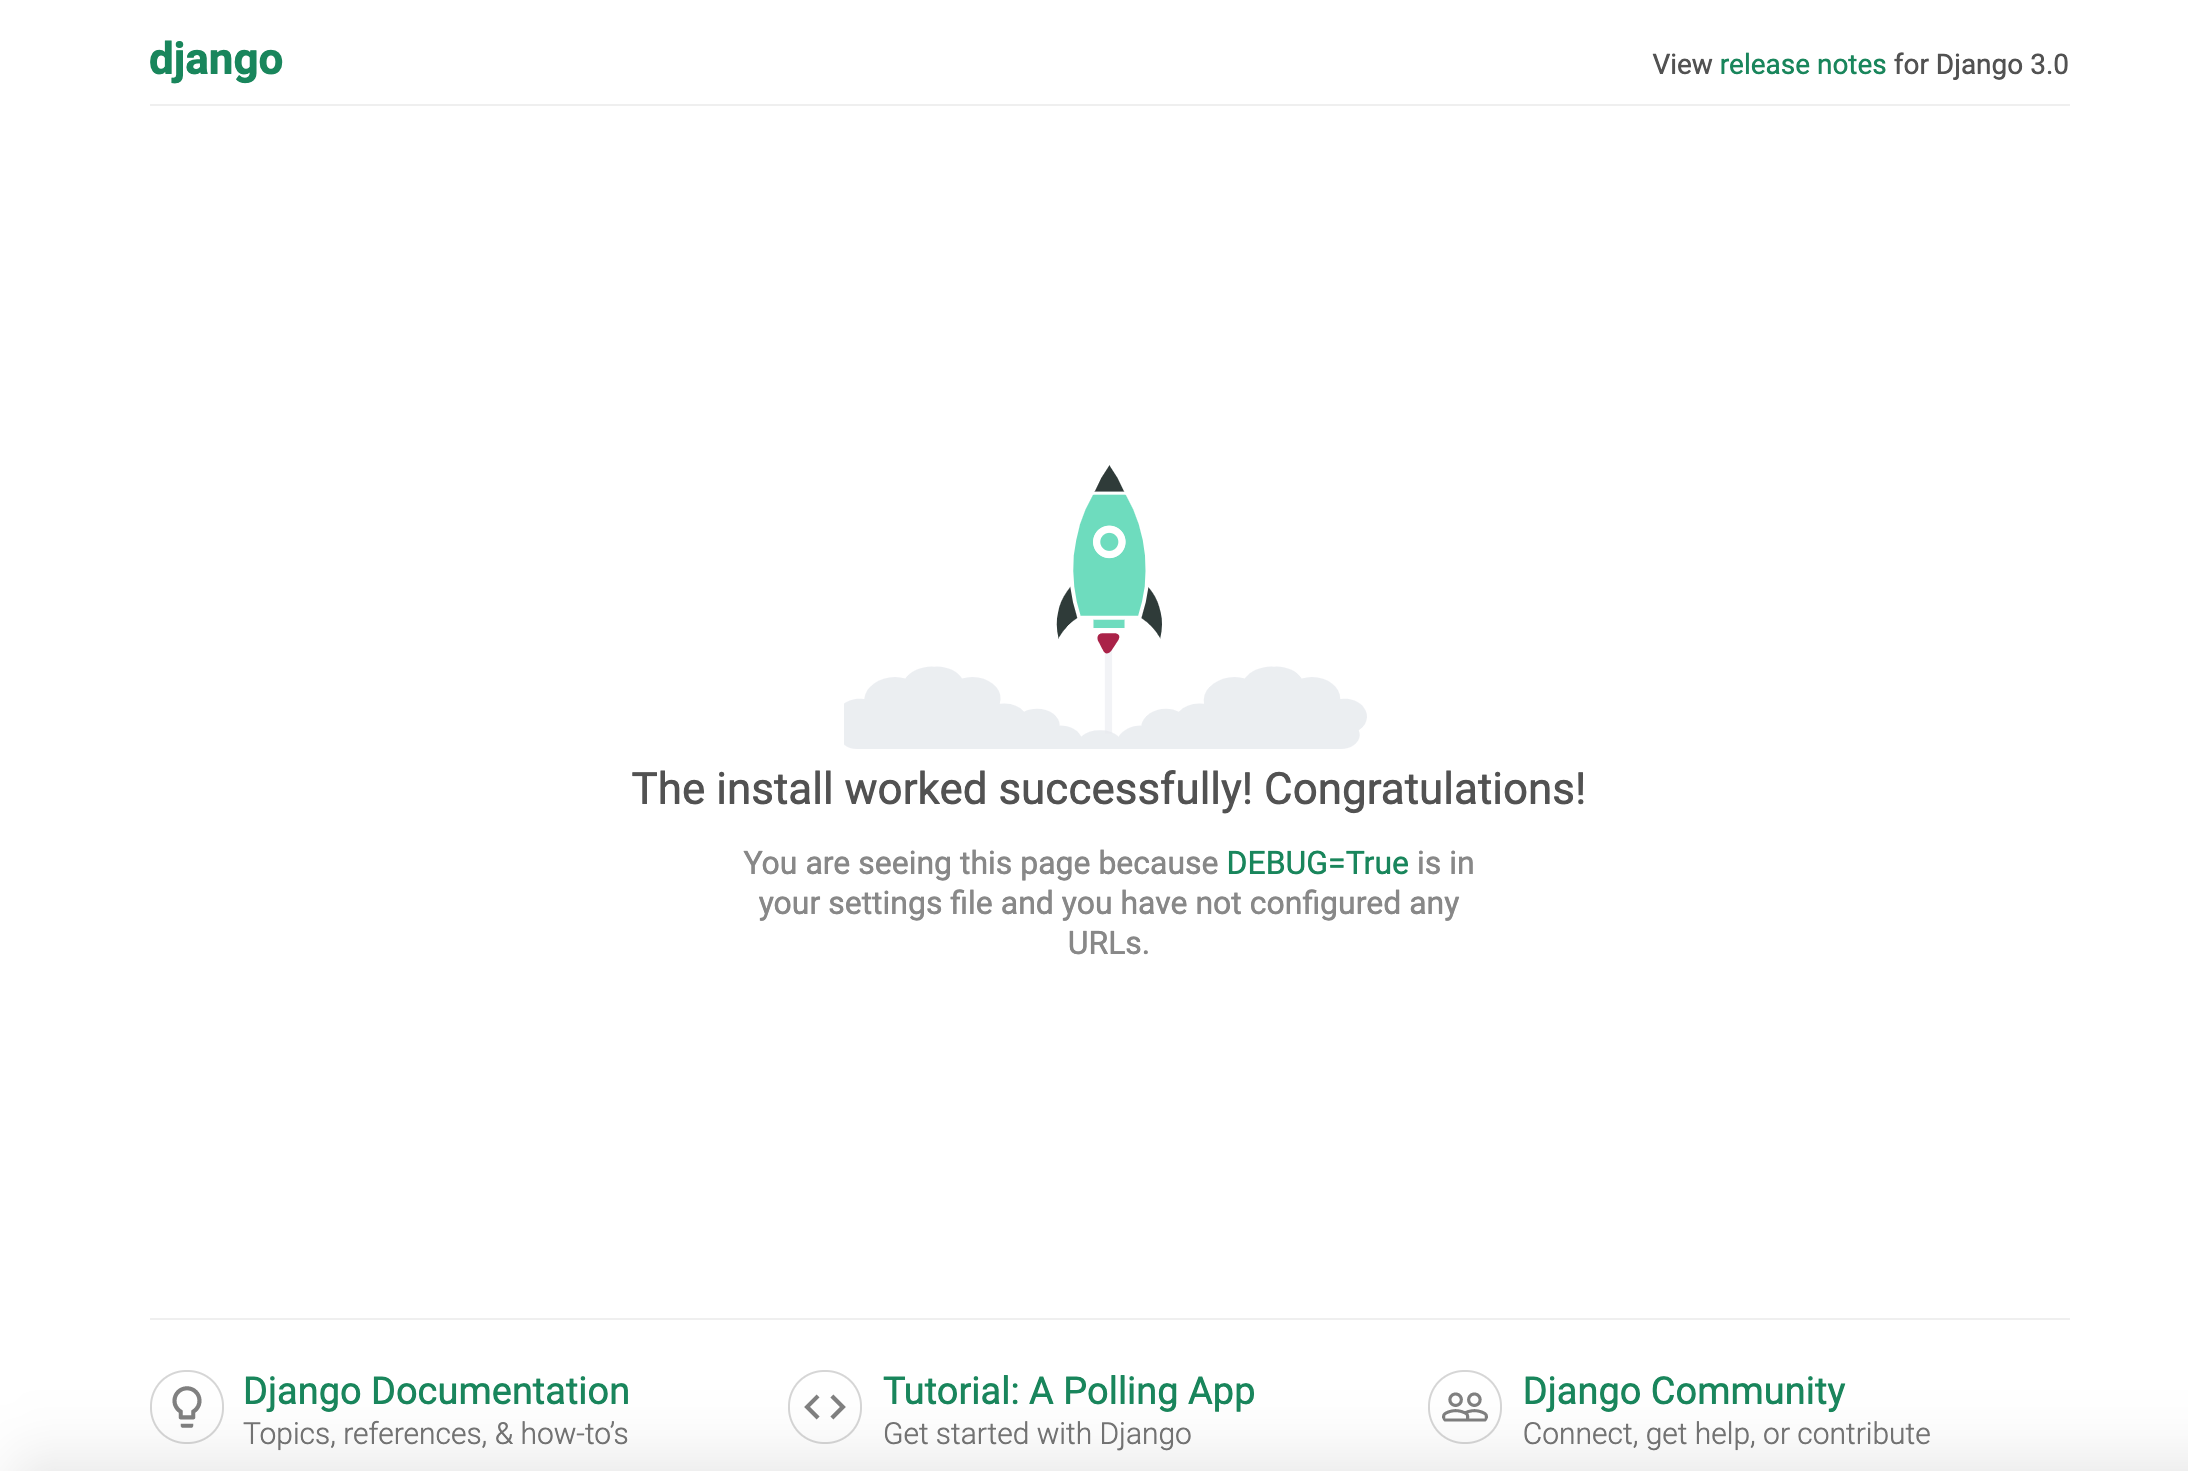 django
View release notes for Django 3.0
The install worked successfully! Congratulations!
You are seeing this page because DEBUG=True is in
your settings file and you have not configured any
URLs.
Django Documentation
Topics, references, & how-to’s
Tutorial: A Polling App
Get started with Django
Django Community
Connect, get help, or contribute